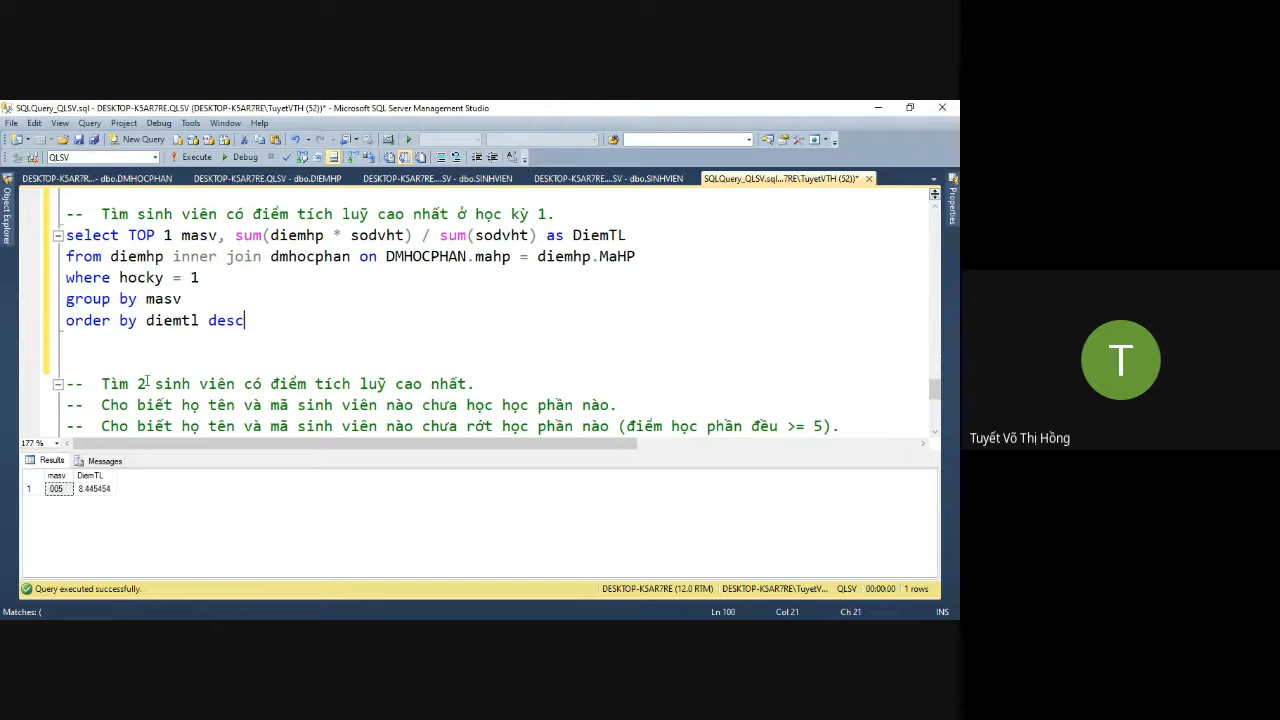 SQLQuery_QLSV.sql - DESKTOP-K5AR7RE.QLSV (DESKTOP-K5AR7RE\TuyetVTH (52))* - Microsoft SQL Server Management Studio
File Edit View Query Project Debug Tools Window Help
New Query
QLSV Execute Debug
DESKTOP-K5AR7R... - dbo.DMHOCPHAN DESKTOP-K5AR7RE.QLSV - dbo.DIEMHP DESKTOP-K5AR7RE....SV - dbo.SINHVIEN DESKTOP-K5AR7RE....SV - dbo.SINHVIEN SQLQuery_QLSV.sql...7RE\TuyetVTH (52))*
Object Explorer
Properties
-- Tìm sinh viên có điểm tích luỹ cao nhất ở học kỳ 1.
select TOP 1 masv, sum(diemhp * sodvht) / sum(sodvht) as DiemTL
from diemhp inner join dmhocphan on DMHOCPHAN.mahp = diemhp.MaHP
where hocky = 1
group by masv
order by diemtl desc
-- Tìm 2 sinh viên có điểm tích luỹ cao nhất.
-- Cho biết họ tên và mã sinh viên nào chưa học học phần nào.
-- Cho biết họ tên và mã sinh viên nào chưa rớt học phần nào (điểm học phần đều >= 5).
177 %
Results Messages
masv DiemTL
1 005 8.445454
Query executed successfully. DESKTOP-K5AR7RE (12.0 RTM) DESKTOP-K5AR7RE\TuyetV... QLSV 00:00:00 1 rows
Matches: ( Ln 100 Col 21 Ch 21 INS
T
Tuyết Võ Thị Hồng